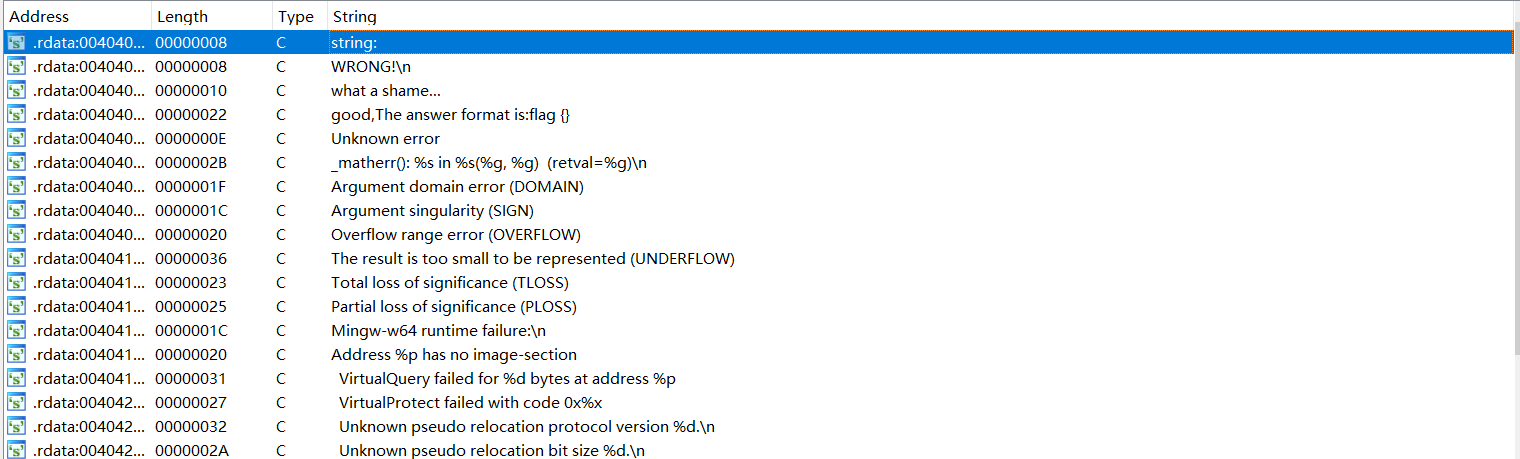 Address Length Type String
.rdata:004040... 00000008 C string:
.rdata:004040... 00000008 C WRONG!\n
.rdata:004040... 00000010 C what a shame...
.rdata:004040... 00000022 C good,The answer format is:flag {}
.rdata:004040... 0000000E C Unknown error
.rdata:004040... 0000002B C _matherr(): %s in %s(%g, %g)  (retval=%g)\n
.rdata:004040... 0000001F C Argument domain error (DOMAIN)
.rdata:004040... 0000001C C Argument singularity (SIGN)
.rdata:004040... 00000020 C Overflow range error (OVERFLOW)
.rdata:004041... 00000036 C The result is too small to be represented (UNDERFLOW)
.rdata:004041... 00000023 C Total loss of significance (TLOSS)
.rdata:004041... 00000025 C Partial loss of significance (PLOSS)
.rdata:004041... 0000001C C Mingw-w64 runtime failure:\n
.rdata:004041... 00000020 C Address %p has no image-section
.rdata:004041... 00000031 C   VirtualQuery failed for %d bytes at address %p
.rdata:004042... 00000027 C   VirtualProtect failed with code 0x%x
.rdata:004042... 00000032 C   Unknown pseudo relocation protocol version %d.\n
.rdata:004042... 0000002A C   Unknown pseudo relocation bit size %d.\n